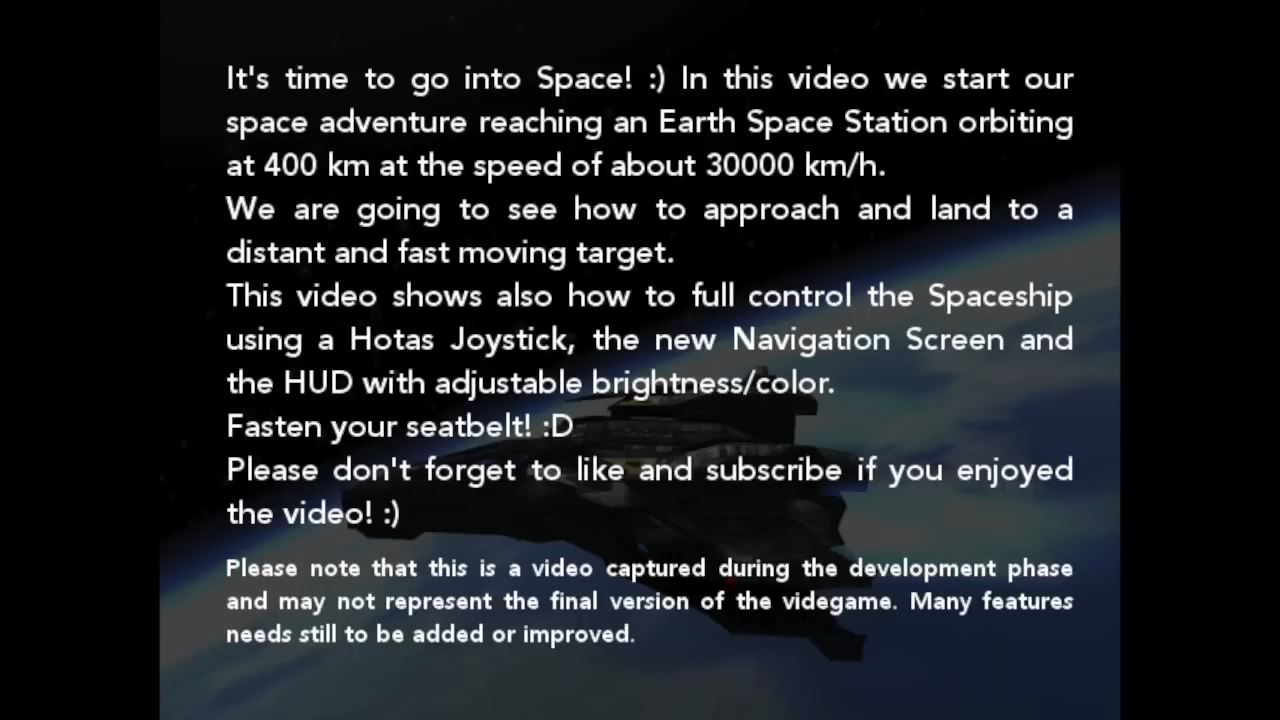 It's time to go into Space! :) In this video we start our
space adventure reaching an Earth Space Station orbiting
at 400 km at the speed of about 30000 km/h.
We are going to see how to approach and land to a
distant and fast moving target.
This video shows also how to full control the Spaceship
using a Hotas Joystick, the new Navigation Screen and
the HUD with adjustable brightness/color.
Fasten your seatbelt! :D
Please don't forget to like and subscribe if you enjoyed
the video! :)
Please note that this is a video captured during the development phase
and may not represent the final version of the videgame. Many features
needs still to be added or improved.